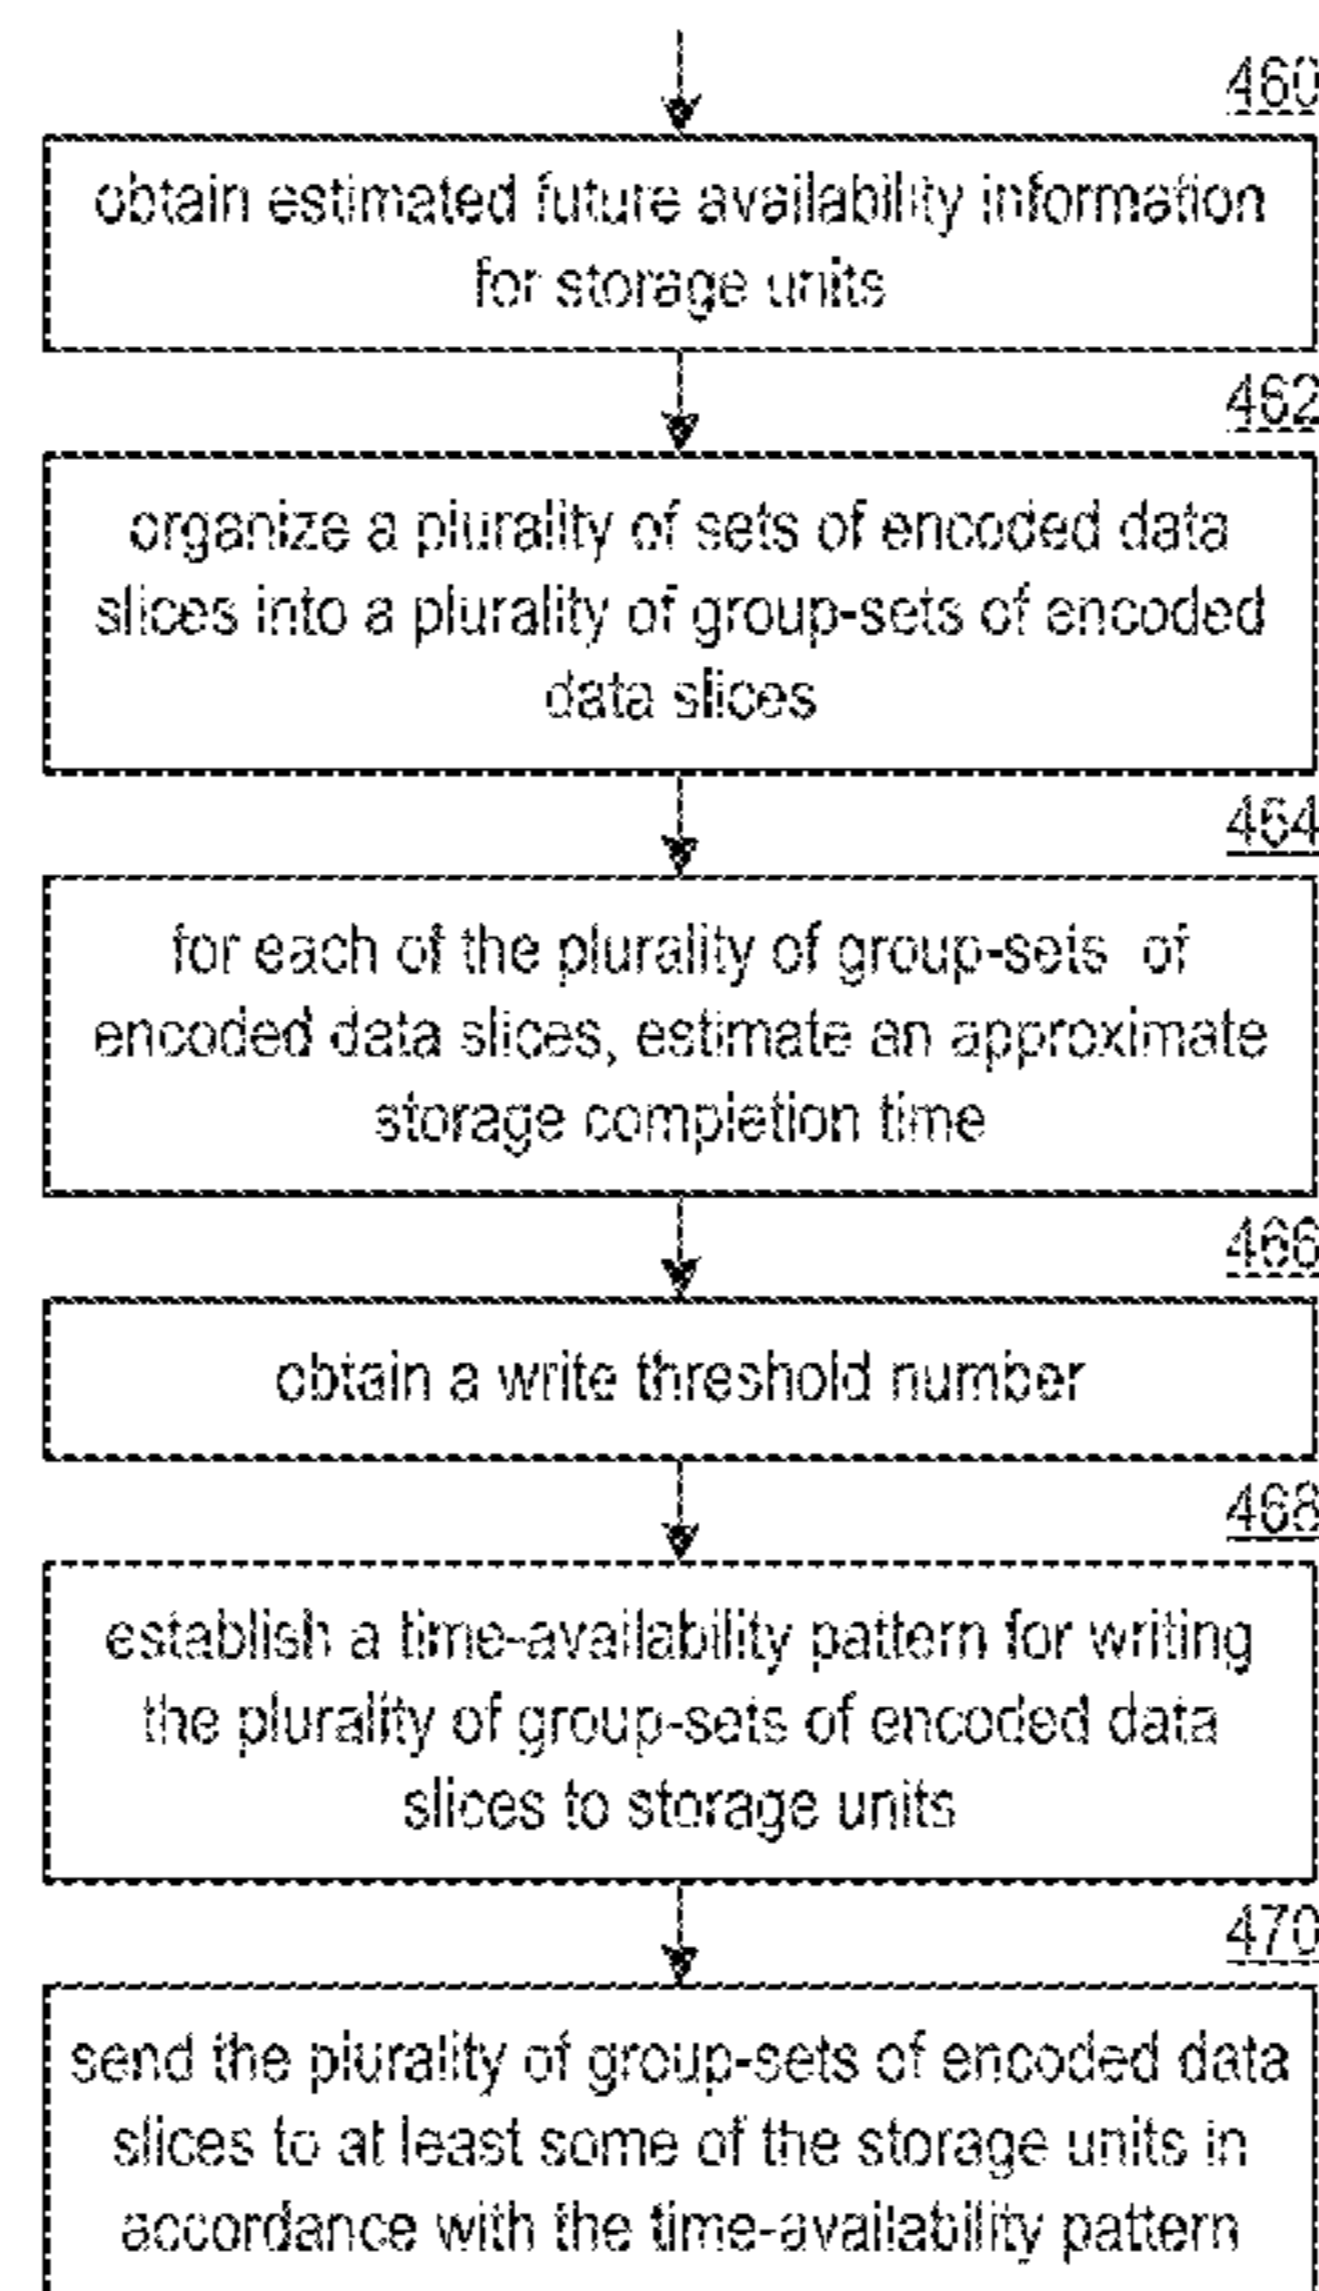 460
obtain estimated future availability information
for storage units
462
organize a plurality of sets of encoded data
slices into a plurality of group-sets of encoded
data slices
464
for each of the plurality of group-sets of
encoded data slices, estimate an approximate
storage completion time
466
obtain a write threshold number
468
establish a time-availability pattern for writing
the plurality of group-sets of encoded data
slices to storage units
470
send the plurality of group-sets of encoded data
slices to at least some of the storage units in
accordance with the time-availability pattern